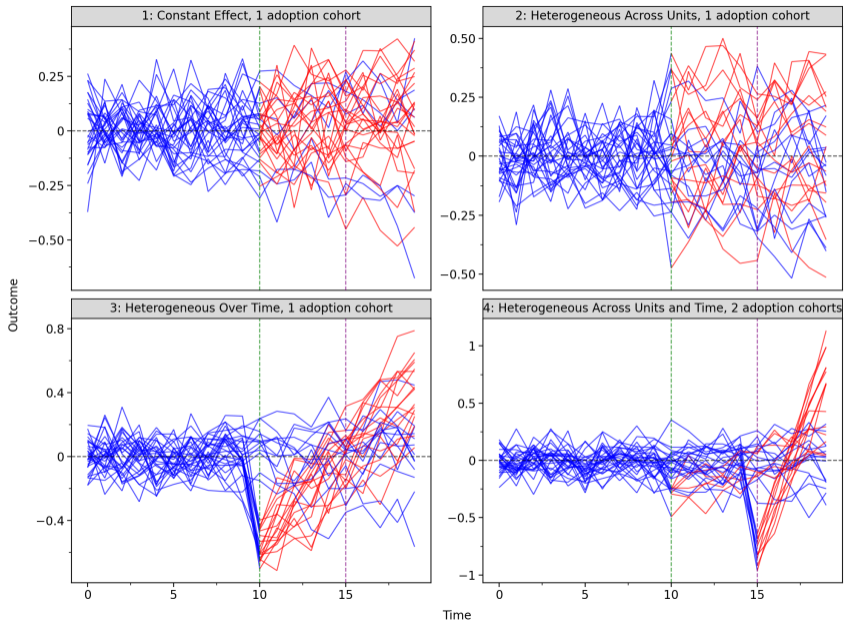 1: Constant Effect, 1 adoption cohort
2: Heterogeneous Across Units, 1 adoption cohort
0.25
0
−0.25
−0.50
0.50
0.25
0
−0.25
−0.50
Outcome
3: Heterogeneous Over Time, 1 adoption cohort
4: Heterogeneous Across Units and Time, 2 adoption cohorts
0.8
0.4
0
−0.4
1
0.5
0
−0.5
−1
0 5 10 15
0 5 10 15
Time